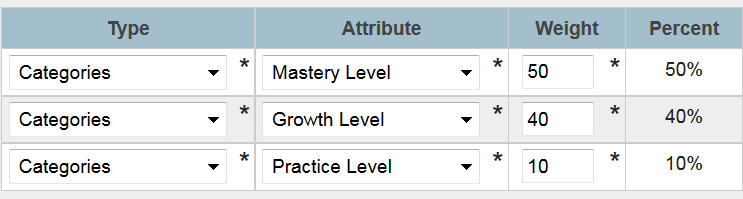 Type Attribute Weight Percent
Categories * Mastery Level * 50 * 50%
Categories * Growth Level * 40 * 40%
Categories * Practice Level * 10 * 10%